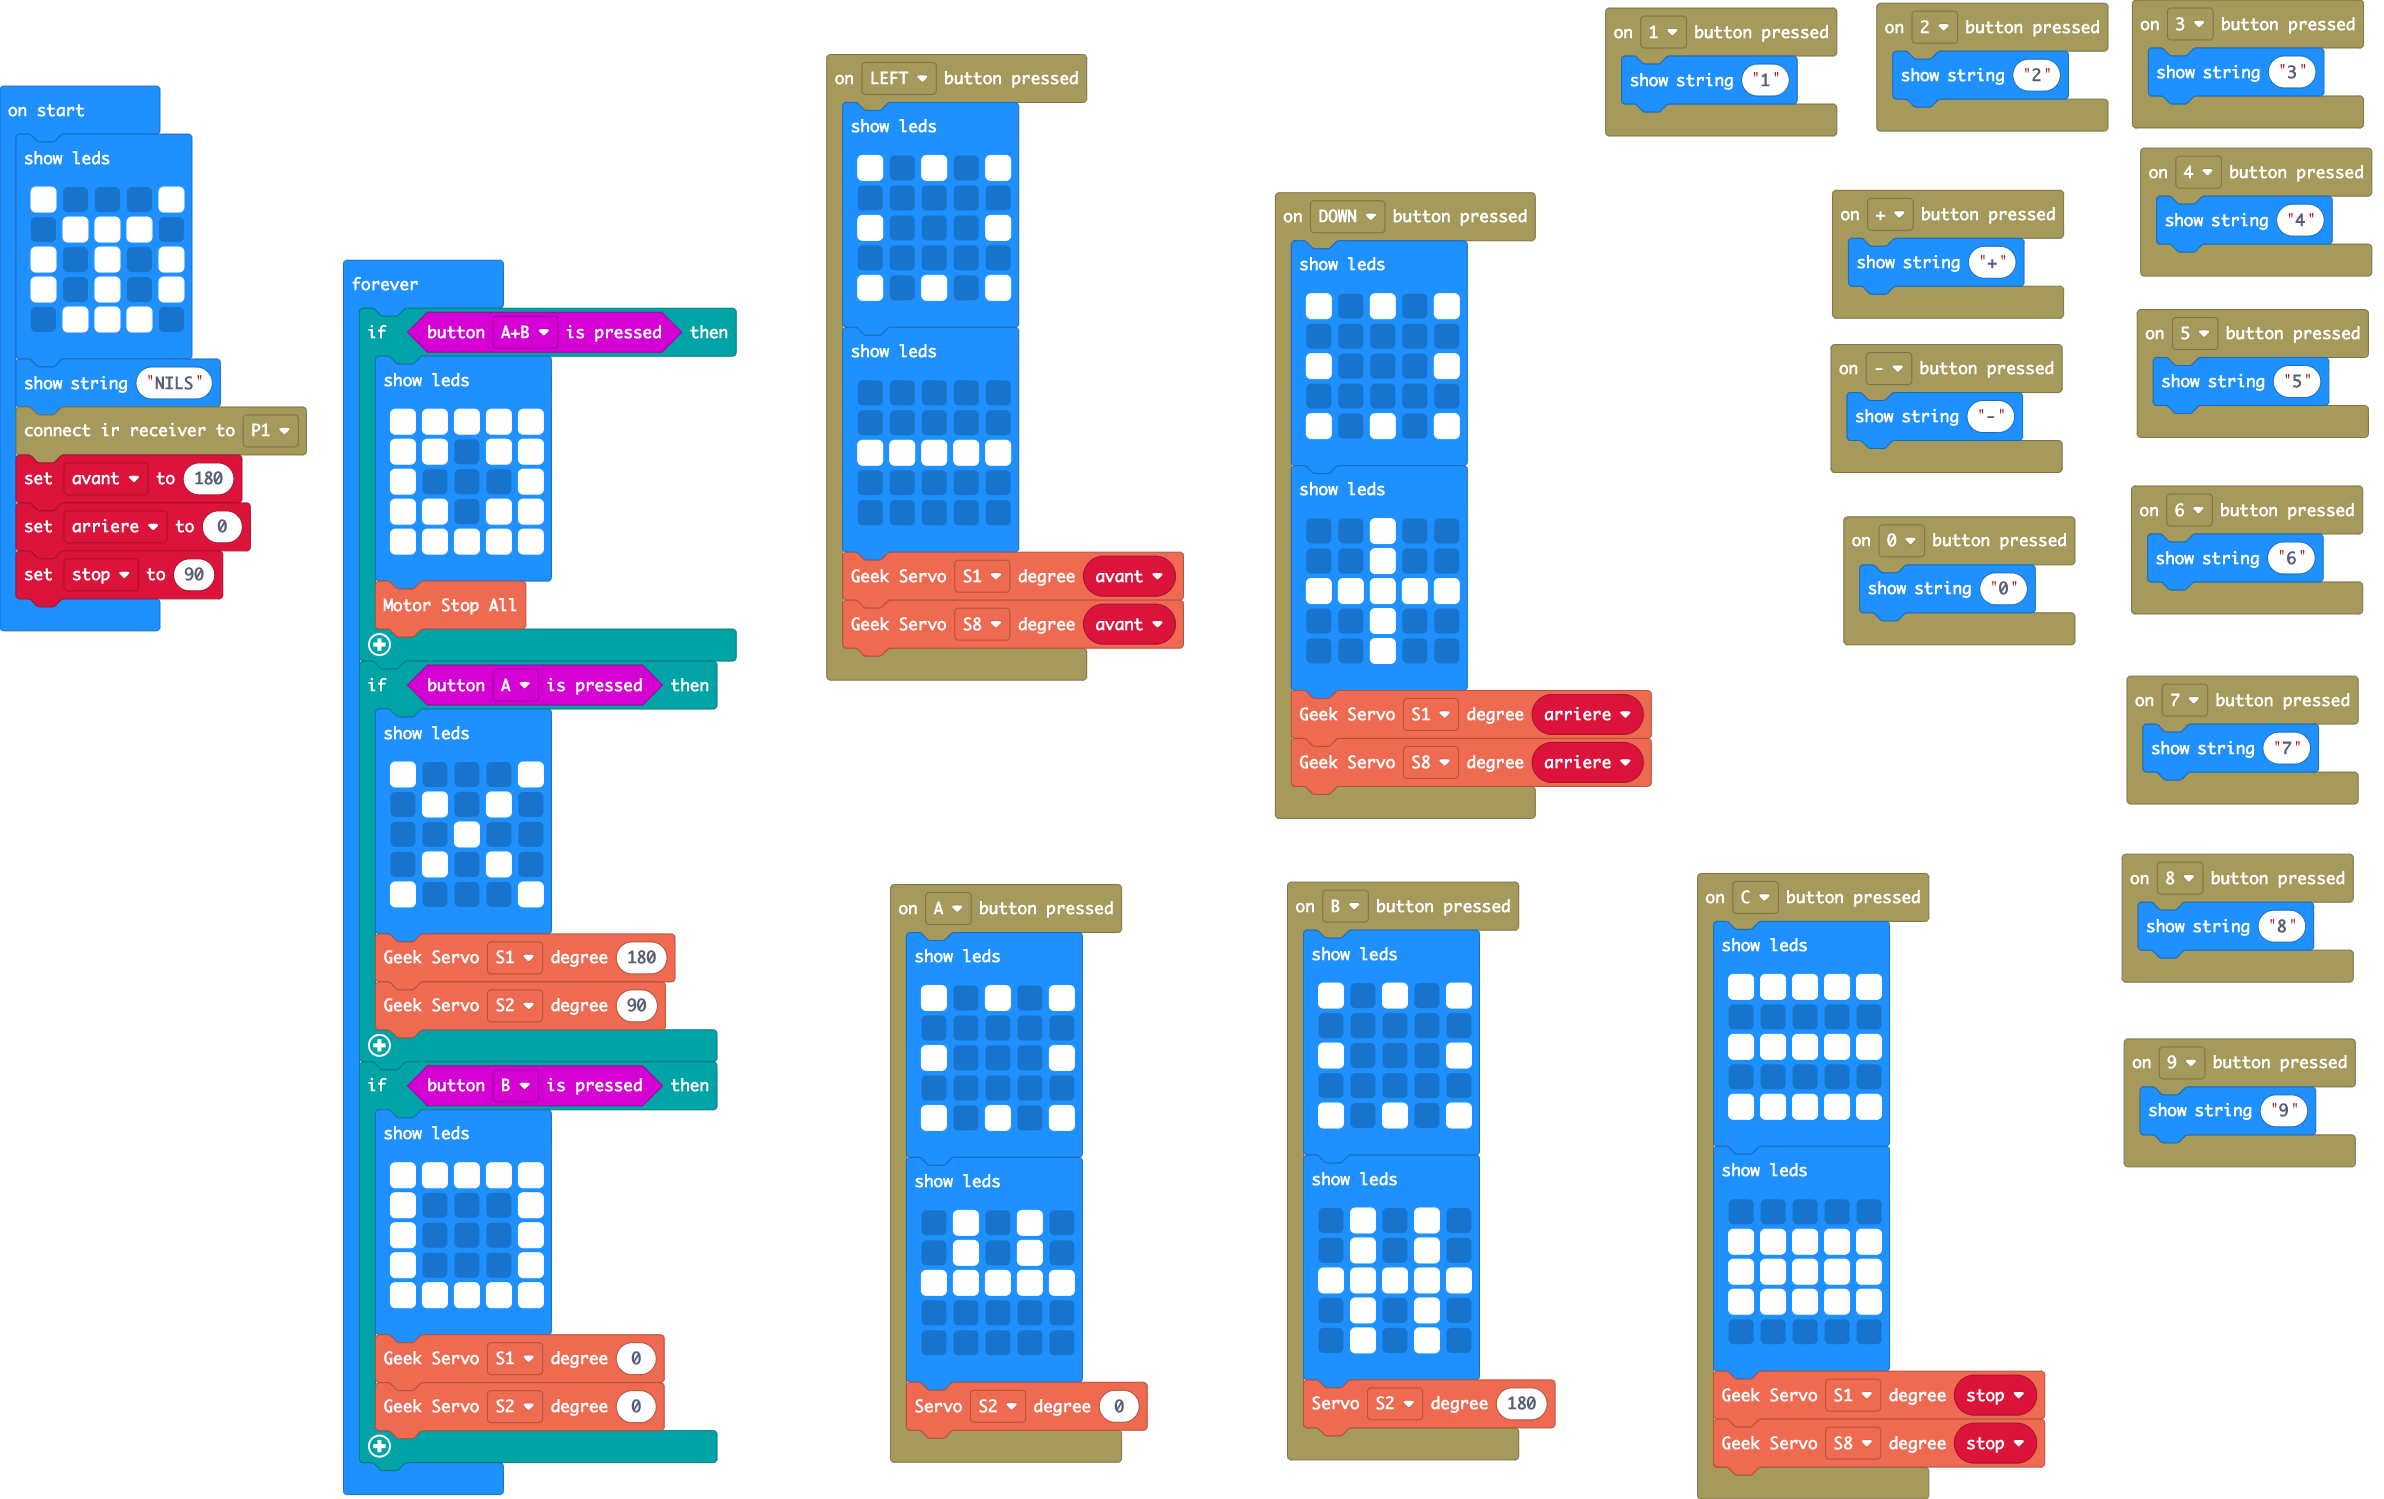 on start
show leds
show string "NILS"
connect ir receiver to P1
set avant to 180
set arriere to 0
set stop to 90
forever
if button A+B is pressed then
show leds
Motor Stop All
if button A is pressed then
show leds
Geek Servo S1 degree 180
Geek Servo S2 degree 90
if button B is pressed then
show leds
Geek Servo S1 degree 0
Geek Servo S2 degree 0
on LEFT button pressed
show leds
show leds
Geek Servo S1 degree avant
Geek Servo S8 degree avant
on A button pressed
show leds
show leds
Servo S2 degree 0
on DOWN button pressed
show leds
show leds
Geek Servo S1 degree arriere
Geek Servo S8 degree arriere
on B button pressed
show leds
show leds
Servo S2 degree 180
on C button pressed
show leds
show leds
Geek Servo S1 degree stop
Geek Servo S8 degree stop
on 1 button pressed
show string "1"
on 2 button pressed
show string "2"
on + button pressed
show string "+"
on - button pressed
show string "-"
on 0 button pressed
show string "0"
on 3 button pressed
show string "3"
on 4 button pressed
show string "4"
on 5 button pressed
show string "5"
on 6 button pressed
show string "6"
on 7 button pressed
show string "7"
on 8 button pressed
show string "8"
on 9 button pressed
show string "9"